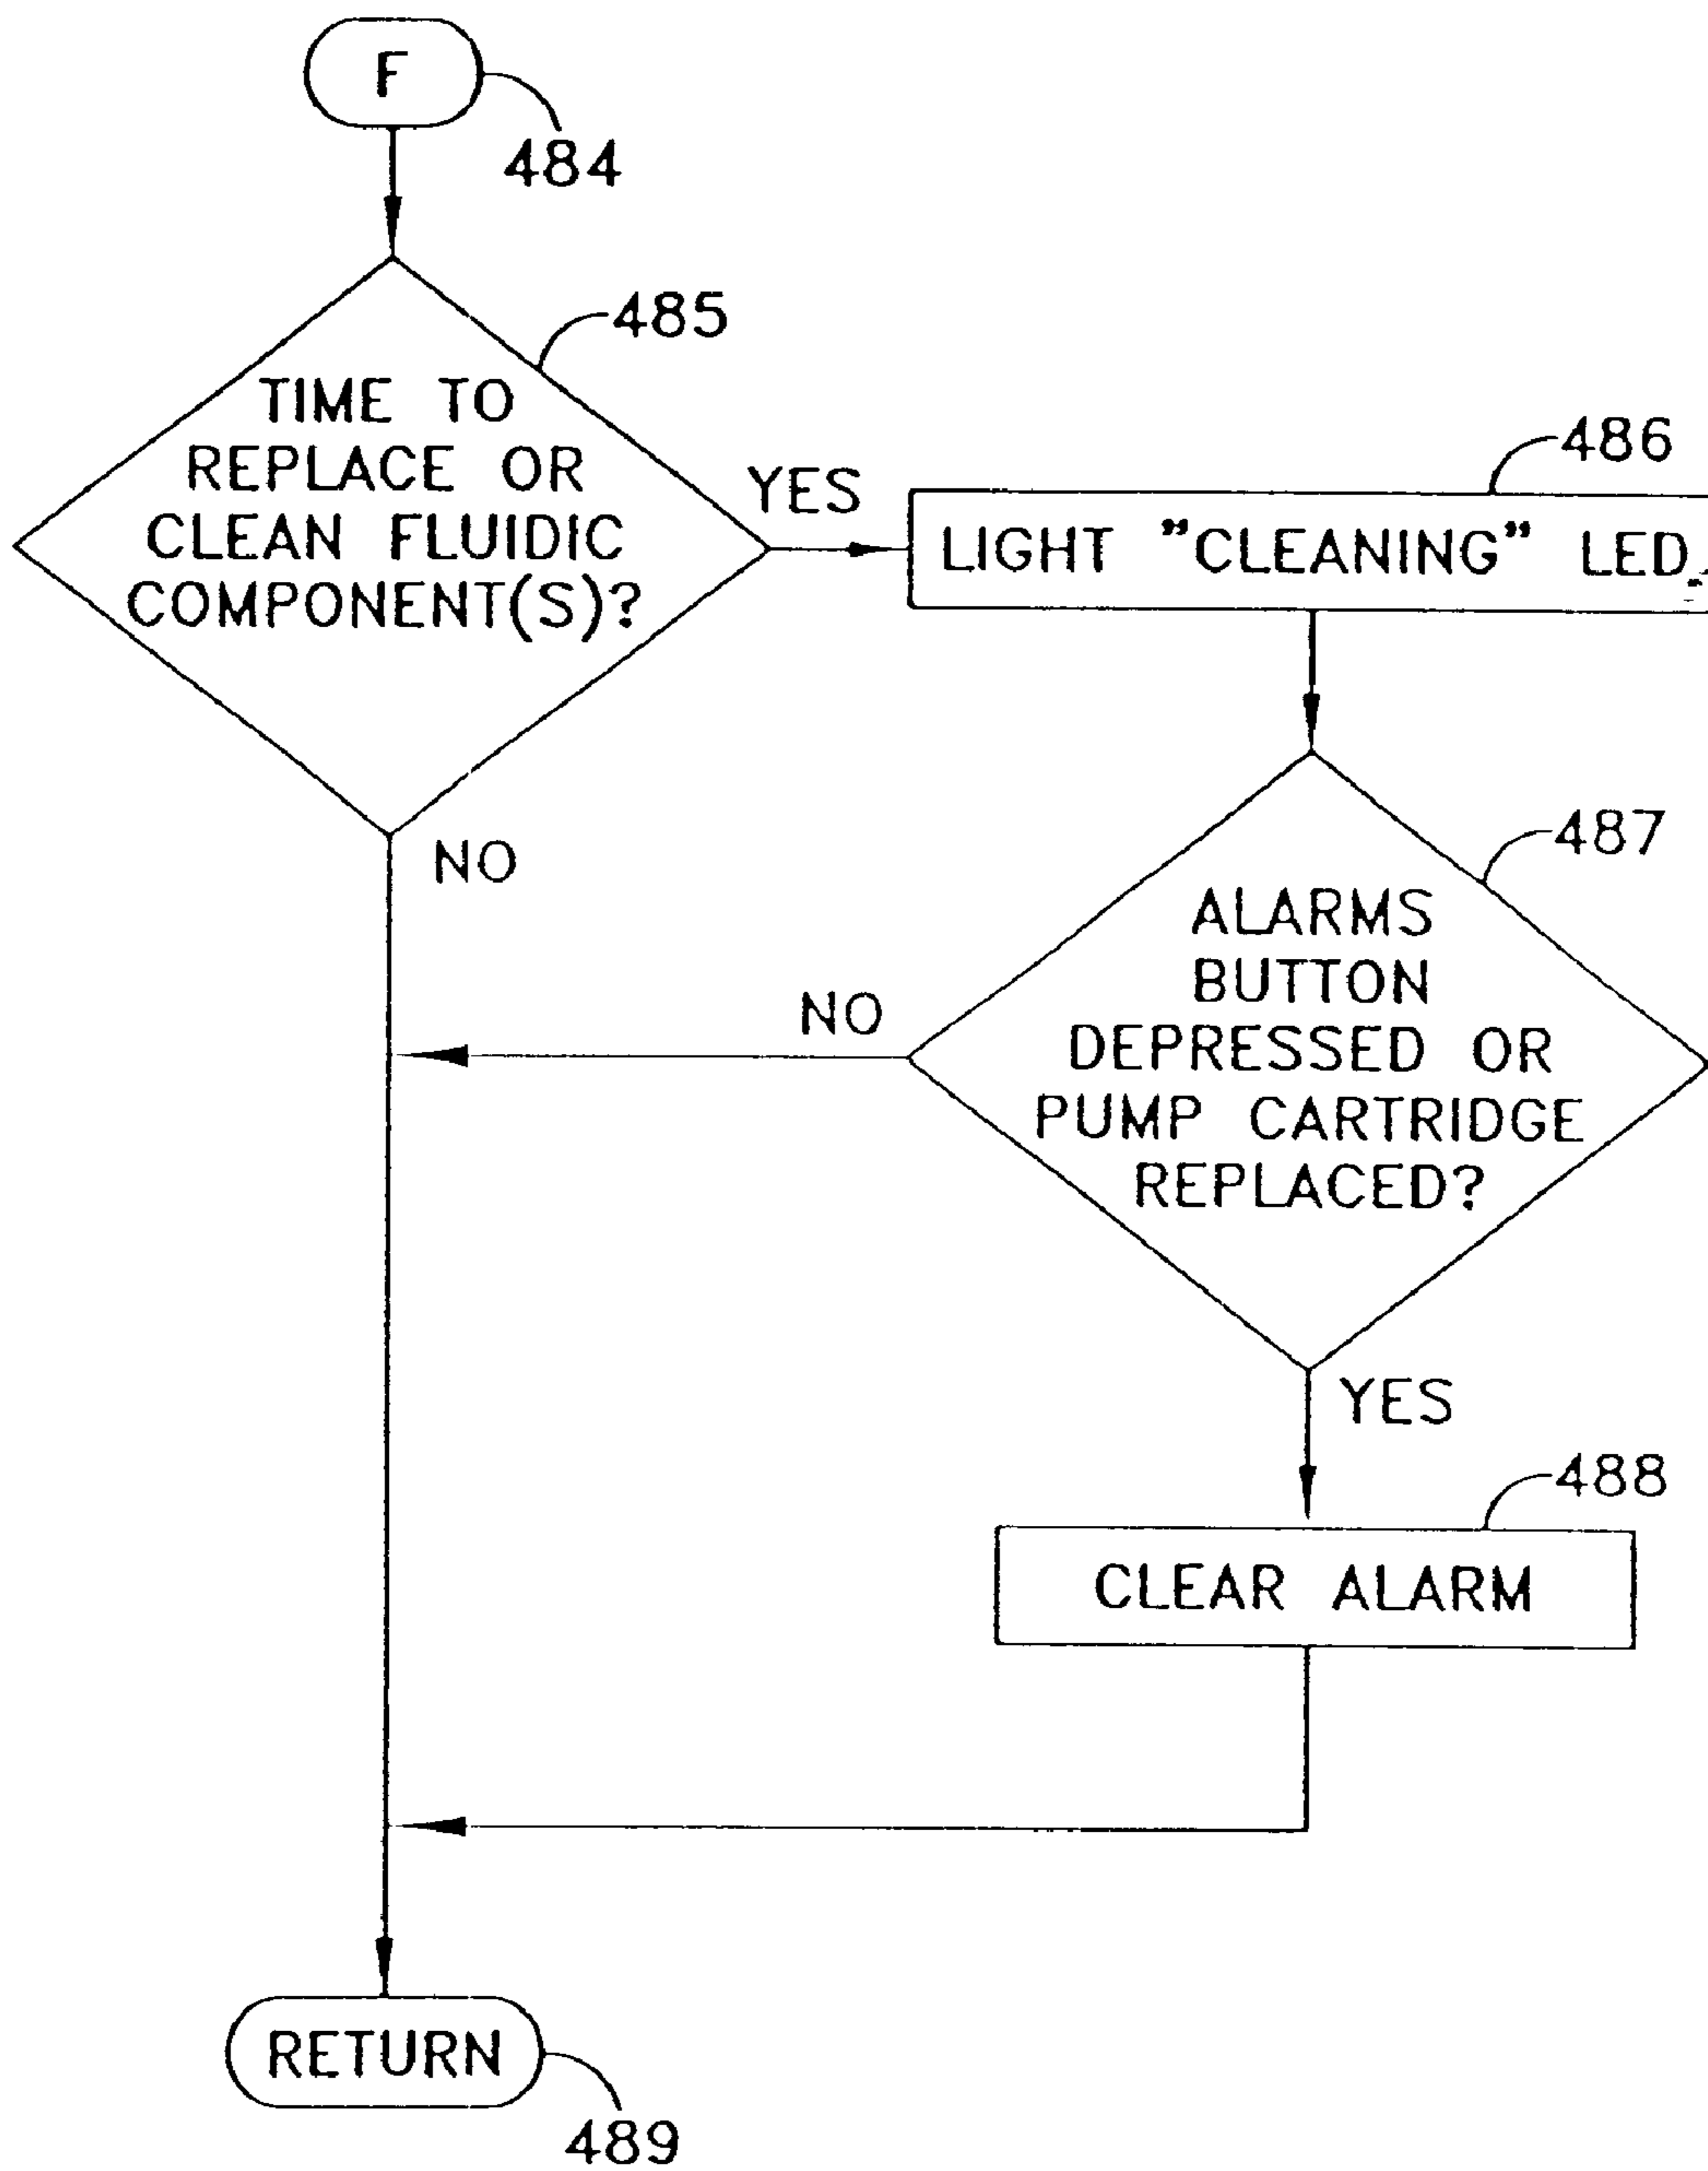 F
484
485
TIME TO
REPLACE OR
CLEAN FLUIDIC
COMPONENT(S)?
YES
486
LIGHT "CLEANING" LED
NO
487
ALARMS
BUTTON
DEPRESSED OR
PUMP CARTRIDGE
REPLACED?
NO
YES
488
CLEAR ALARM
RETURN
489